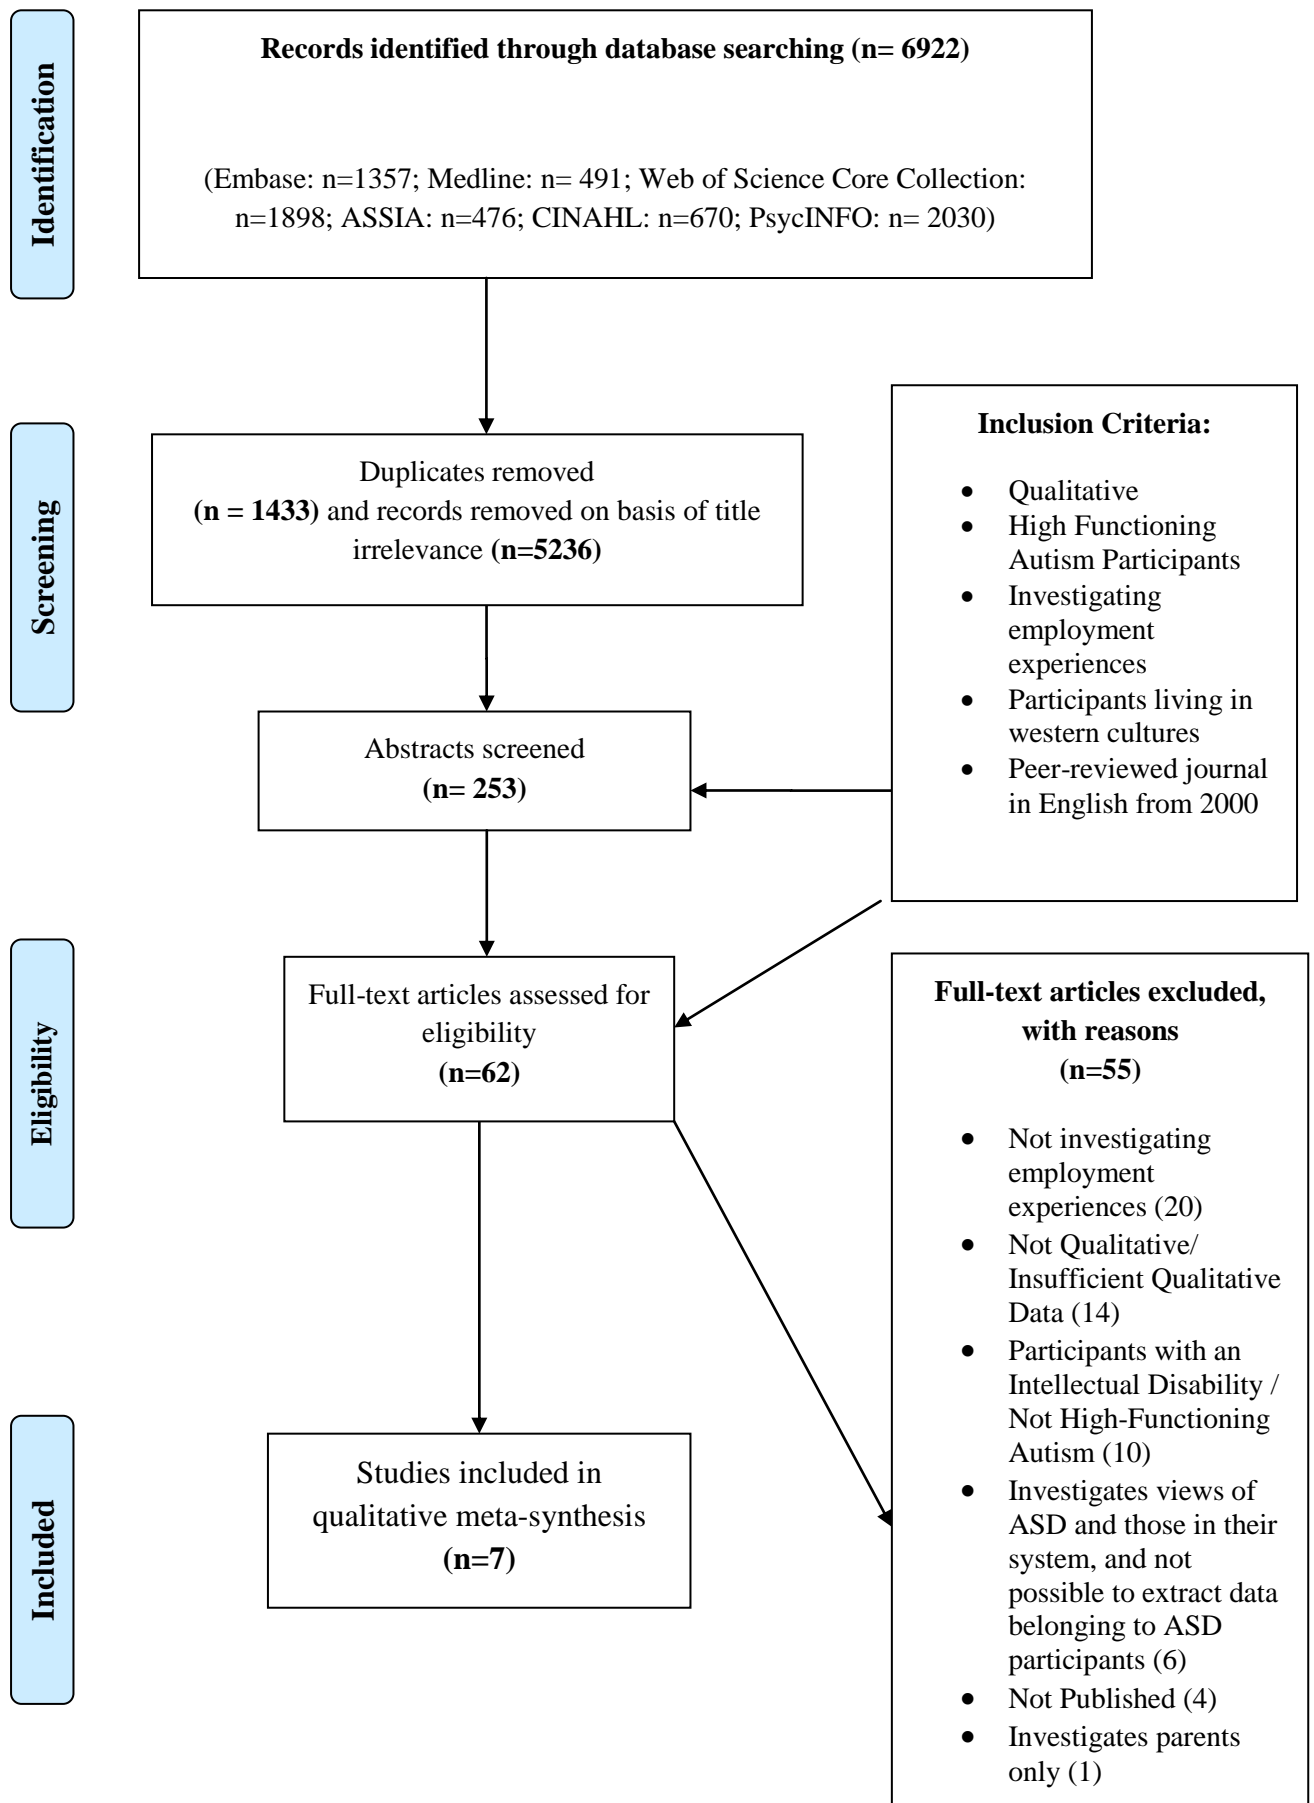 Identification
Records identified through database searching (n= 6922)
(Embase: n=1357; Medline: n= 491; Web of Science Core Collection:
n=1898; ASSIA: n=476; CINAHL: n=670; PsycINFO: n= 2030)
Screening
Duplicates removed
(n = 1433) and records removed on basis of title
irrelevance (n=5236)
Inclusion Criteria:
• Qualitative
• High Functioning
Autism Participants
• Investigating
employment
experiences
• Participants living in
western cultures
• Peer-reviewed journal
in English from 2000
Abstracts screened
(n= 253)
Eligibility
Full-text articles assessed for
eligibility
(n=62)
Full-text articles excluded,
with reasons
(n=55)
• Not investigating
employment
experiences (20)
• Not Qualitative/
Insufficient Qualitative
Data (14)
• Participants with an
Intellectual Disability /
Not High-Functioning
Autism (10)
• Investigates views of
ASD and those in their
system, and not
possible to extract data
belonging to ASD
participants (6)
• Not Published (4)
• Investigates parents
only (1)
Included
Studies included in
qualitative meta-synthesis
(n=7)